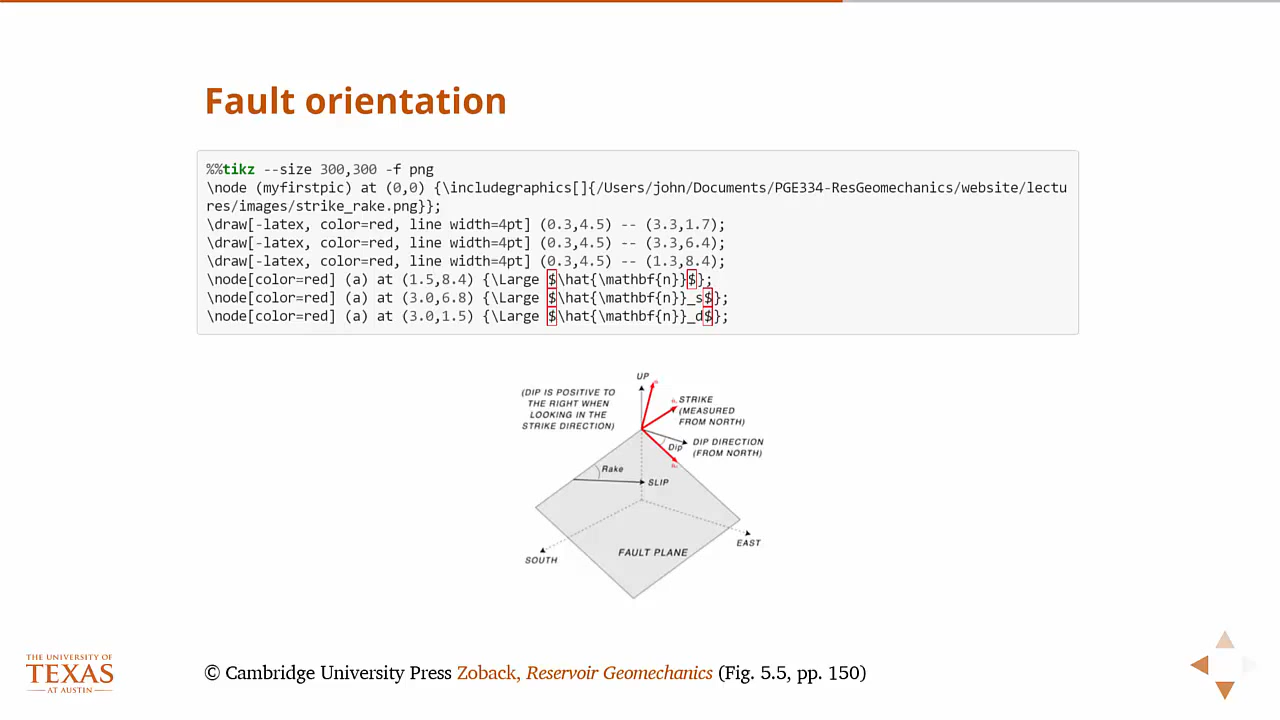 Fault orientation
%%tikz --size 300,300 -f png
\node (myfirstpic) at (0,0) {\includegraphics[]{/Users/john/Documents/PGE334-ResGeomechanics/website/lectu
res/images/strike_rake.png}};
\draw[-latex, color=red, line width=4pt] (0.3,4.5) -- (3.3,1.7);
\draw[-latex, color=red, line width=4pt] (0.3,4.5) -- (3.3,6.4);
\draw[-latex, color=red, line width=4pt] (0.3,4.5) -- (1.3,8.4);
\node[color=red] (a) at (1.5,8.4) {\Large $\hat{\mathbf{n}}$};
\node[color=red] (a) at (3.0,6.8) {\Large $\hat{\mathbf{n}}_s$};
\node[color=red] (a) at (3.0,1.5) {\Large $\hat{\mathbf{n}}_d$};
UP
(DIP IS POSITIVE TO
THE RIGHT WHEN
LOOKING IN THE
STRIKE DIRECTION)
STRIKE
(MEASURED
FROM NORTH)
Dip
DIP DIRECTION
(FROM NORTH)
Rake
SLIP
EAST
FAULT PLANE
SOUTH
THE UNIVERSITY OF
TEXAS
AT AUSTIN
© Cambridge University Press Zoback, Reservoir Geomechanics (Fig. 5.5, pp. 150)